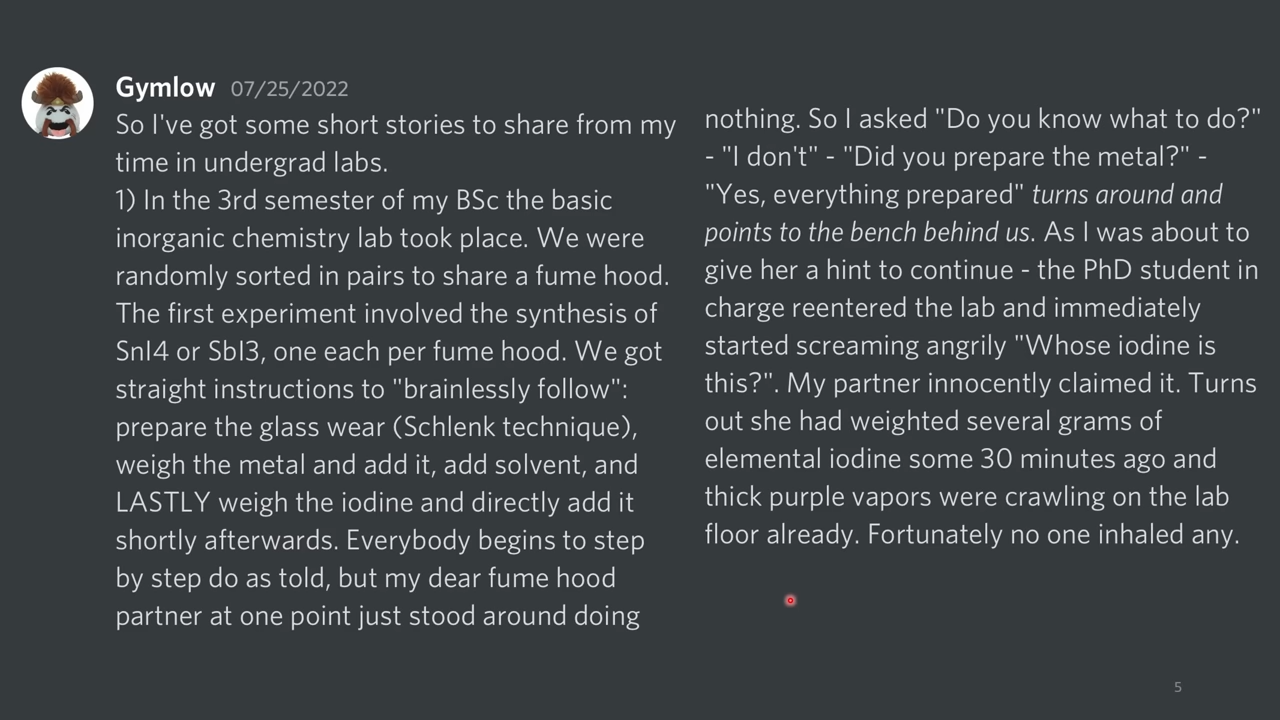 Gymlow 07/25/2022
So I've got some short stories to share from my
time in undergrad labs.
1) In the 3rd semester of my BSc the basic
inorganic chemistry lab took place. We were
randomly sorted in pairs to share a fume hood.
The first experiment involved the synthesis of
SnI4 or SbI3, one each per fume hood. We got
straight instructions to "brainlessly follow":
prepare the glass wear (Schlenk technique),
weigh the metal and add it, add solvent, and
LASTLY weigh the iodine and directly add it
shortly afterwards. Everybody begins to step
by step do as told, but my dear fume hood
partner at one point just stood around doing
nothing. So I asked "Do you know what to do?"
- "I don't" - "Did you prepare the metal?" -
"Yes, everything prepared" turns around and
points to the bench behind us. As I was about to
give her a hint to continue - the PhD student in
charge reentered the lab and immediately
started screaming angrily "Whose iodine is
this?". My partner innocently claimed it. Turns
out she had weighted several grams of
elemental iodine some 30 minutes ago and
thick purple vapors were crawling on the lab
floor already. Fortunately no one inhaled any.
5